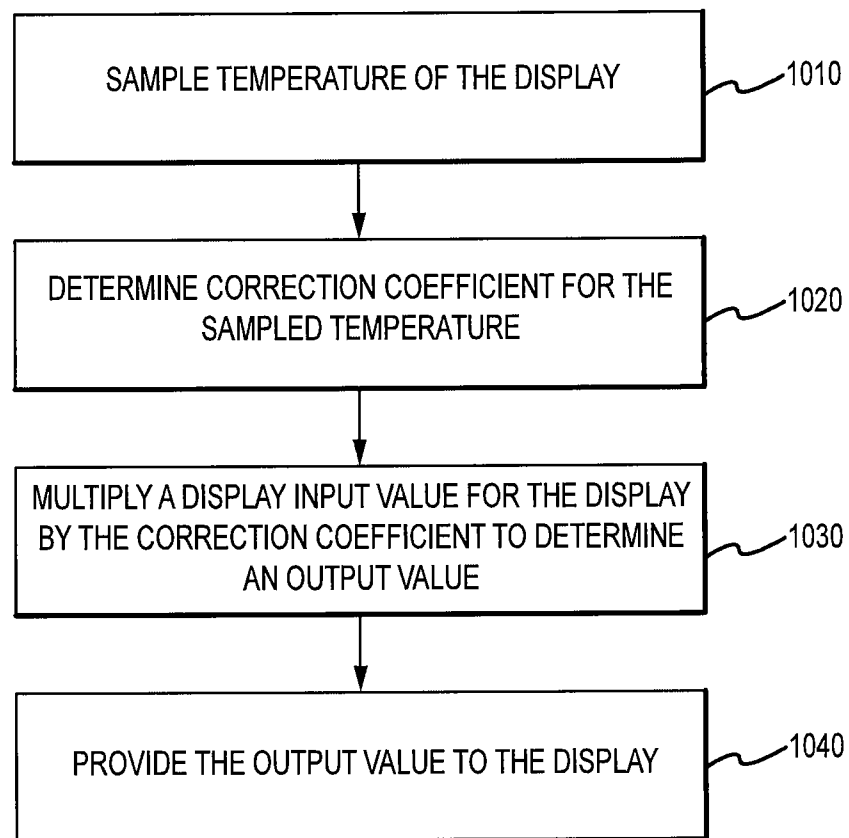 SAMPLE TEMPERATURE OF THE DISPLAY
1010
DETERMINE CORRECTION COEFFICIENT FOR THE
SAMPLED TEMPERATURE
1020
MULTIPLY A DISPLAY INPUT VALUE FOR THE DISPLAY
BY THE CORRECTION COEFFICIENT TO DETERMINE
AN OUTPUT VALUE
1030
PROVIDE THE OUTPUT VALUE TO THE DISPLAY
1040